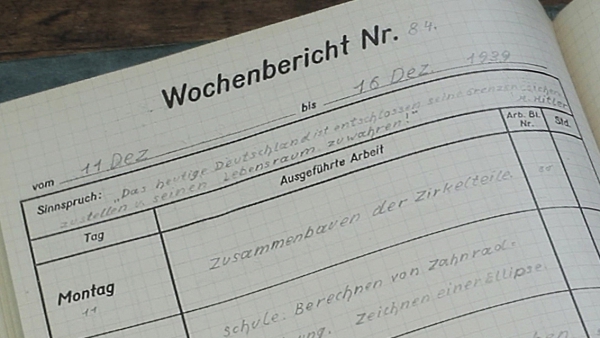 Wochenbericht Nr. 84.
vom 11 Dez bis 16 Dez. 1939
Sinnspruch: „Das heutige Deutschland ist entschlossen seine Grenzen sicher-
zustellen u. seinen Lebensraum zu wahren!" A. Hitler
Tag Ausgeführte Arbeit Arb. Bl. Nr. Std.
Montag 11 Zusammenbauen der Zirkelteile.
Schule: Berechnen von Zahnrad-
Zeichnen einer Ellipse.